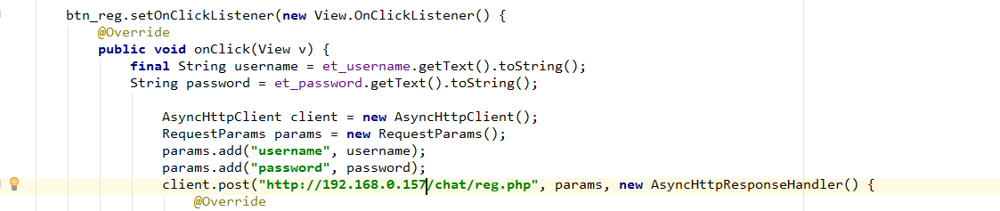 btn_reg.setOnClickListener(new View.OnClickListener() {
@Override
public void onClick(View v) {
final String username = et_username.getText().toString();
String password = et_password.getText().toString();
AsyncHttpClient client = new AsyncHttpClient();
RequestParams params = new RequestParams();
params.add("username", username);
params.add("password", password);
client.post("http://192.168.0.157/chat/reg.php", params, new AsyncHttpResponseHandler() {
@Override